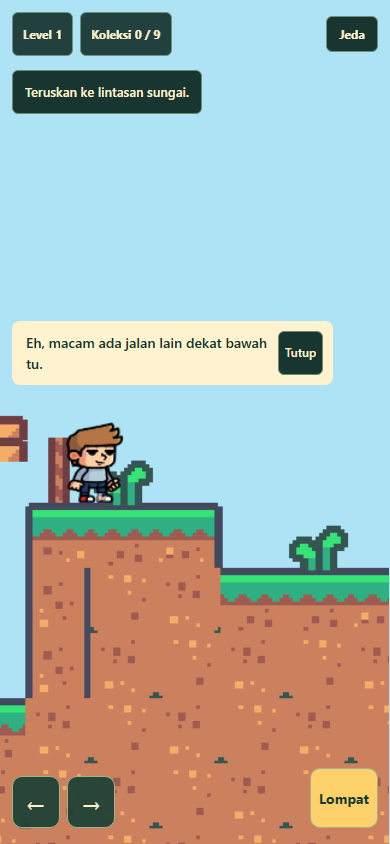 Level 1
Koleksi 0 / 9
Jeda
Teruskan ke lintasan sungai.
Eh, macam ada jalan lain dekat bawah
tu.
Tutup
← →
Lompat